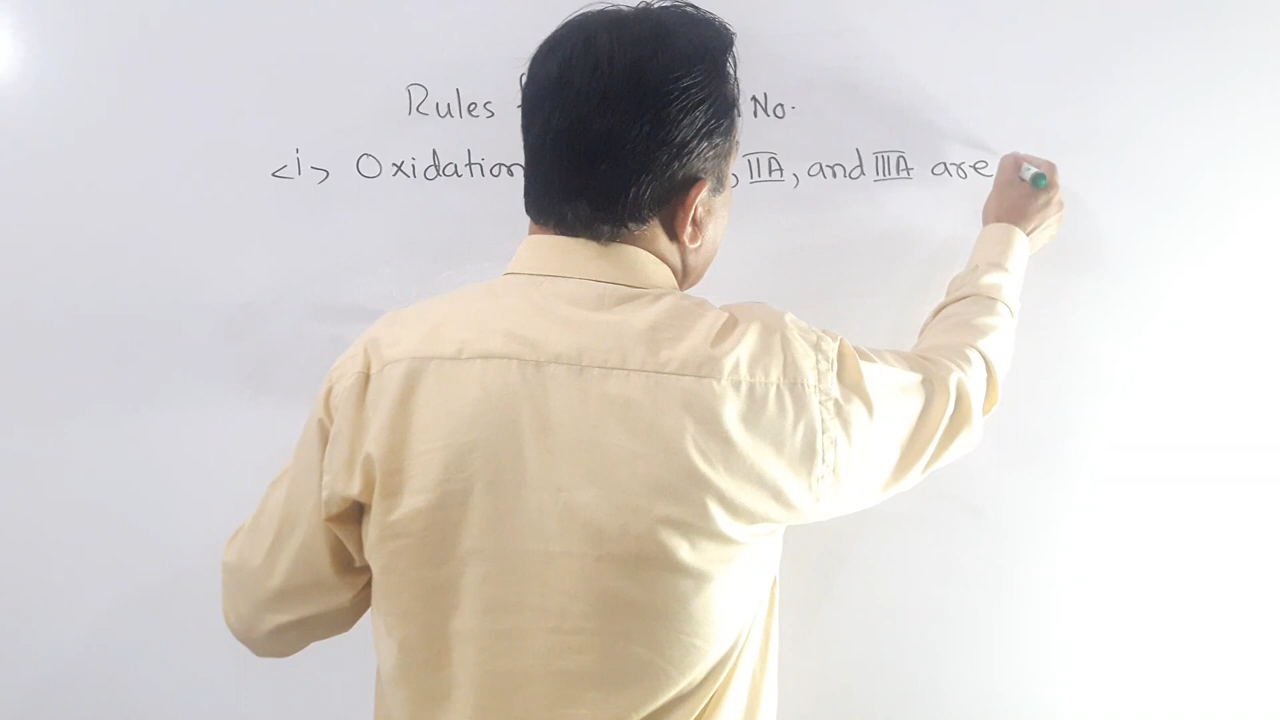 Rules No.
<i> Oxidation , IIA, and IIIA are